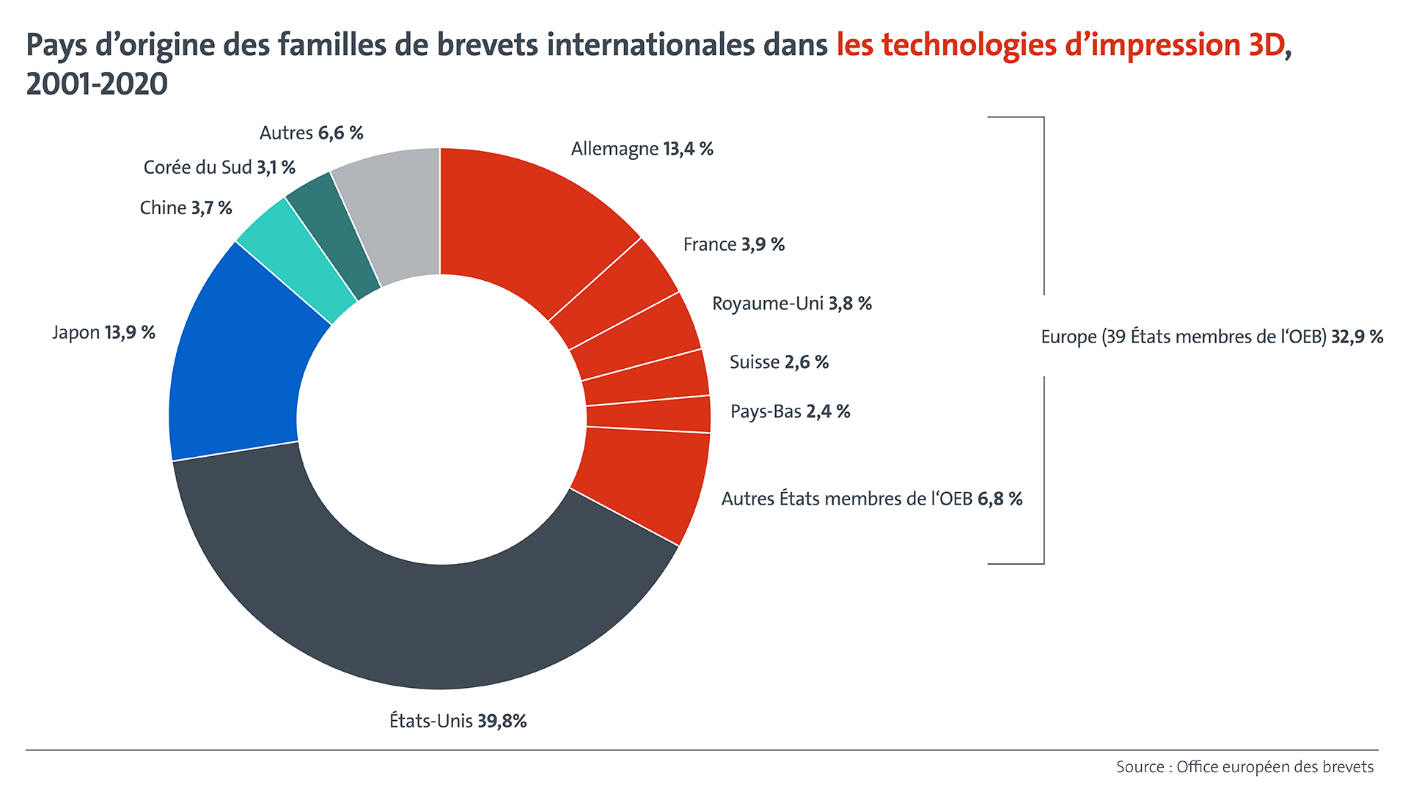 Pays d’origine des familles de brevets internationales dans les technologies d’impression 3D,
2001-2020
Autres 6,6 %
Allemagne 13,4 %
Corée du Sud 3,1 %
Chine 3,7 %
France 3,9 %
Royaume-Uni 3,8 %
Japon 13,9 %
Europe (39 États membres de l‘OEB) 32,9 %
Suisse 2,6 %
Pays-Bas 2,4 %
Autres États membres de l‘OEB 6,8 %
États-Unis 39,8%
Source : Office européen des brevets